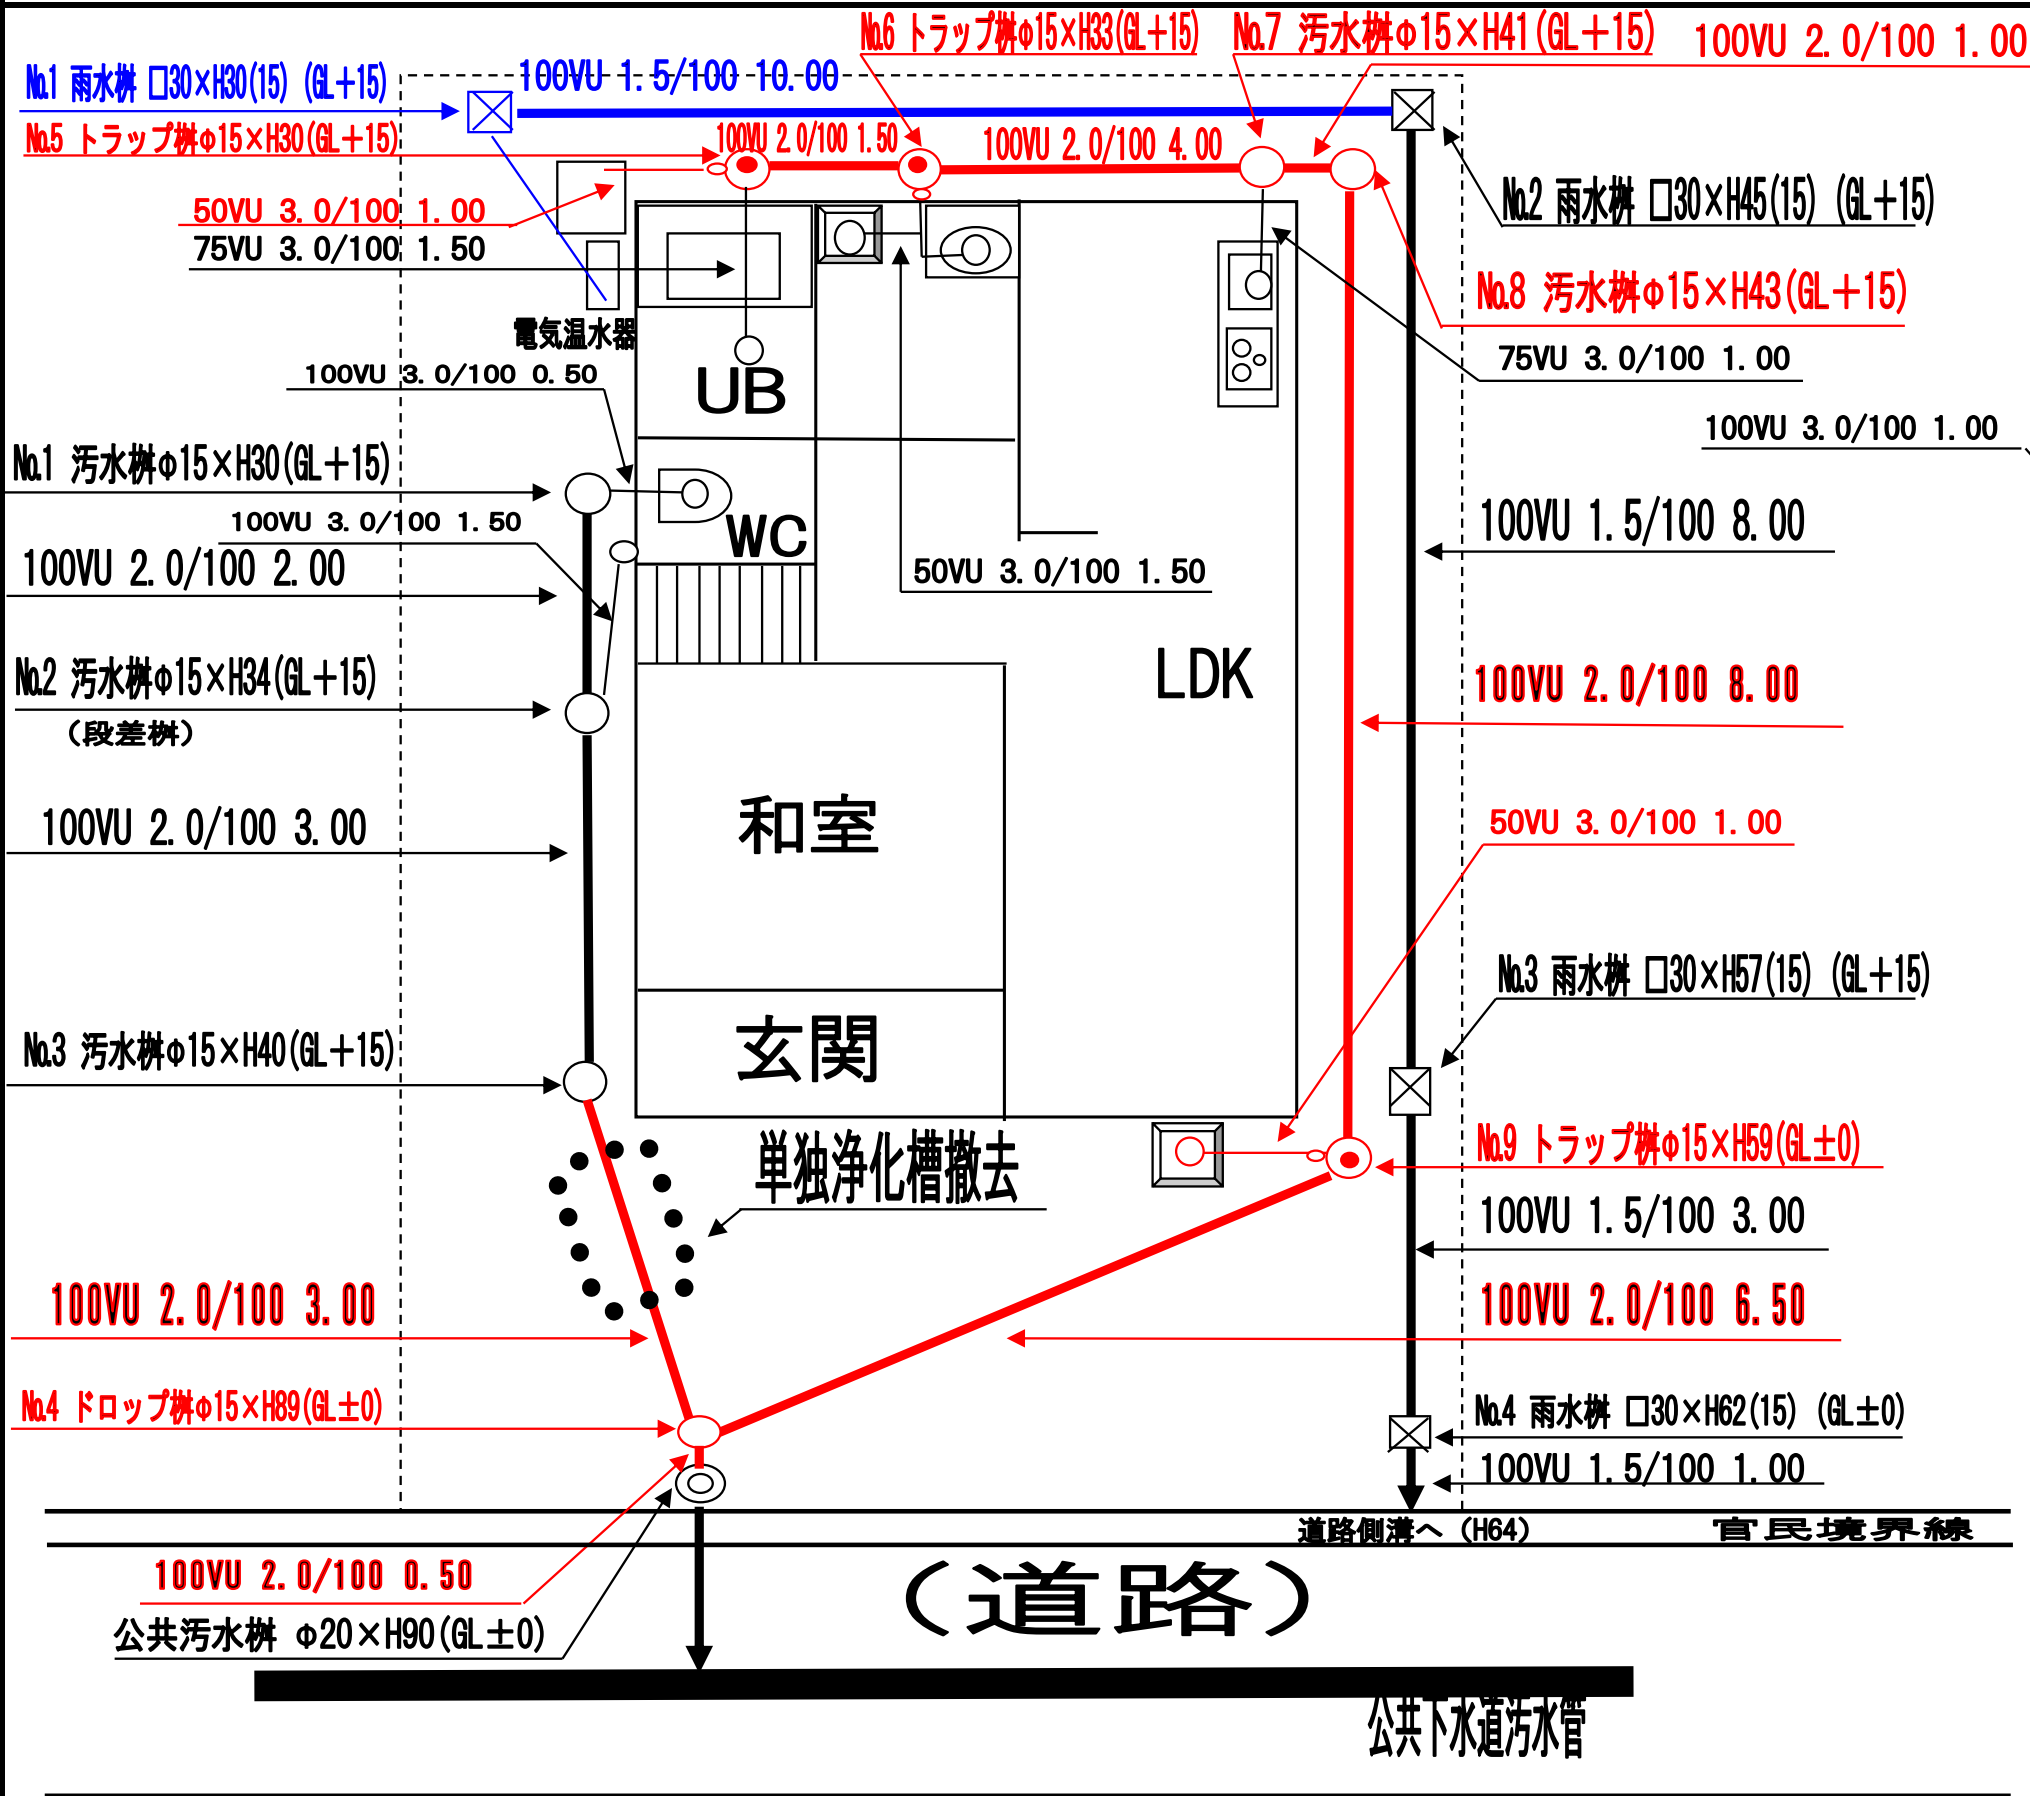 No.6 トラップ桝φ15×H33(GL+15)
No.7 汚水桝φ15×H41(GL+15)
100VU 2.0/100 1.00
No.1 雨水桝 □30×H30(15) (GL+15)
100VU 1.5/100 10.00
No.5 トラップ桝φ15×H30(GL+15)
100VU 2.0/100 1.50
100VU 2.0/100 4.00
No.2 雨水桝 □30×H45(15) (GL+15)
50VU 3.0/100 1.00
75VU 3.0/100 1.50
No.8 汚水桝φ15×H43(GL+15)
電気温水器
75VU 3.0/100 1.00
100VU 3.0/100 0.50
UB
100VU 3.0/100 1.00
No.1 汚水桝φ15×H30(GL+15)
100VU 3.0/100 1.50
WC
100VU 1.5/100 8.00
100VU 2.0/100 2.00
50VU 3.0/100 1.50
No.2 汚水桝φ15×H34(GL+15)
(段差桝)
LDK
100VU 2.0/100 8.00
100VU 2.0/100 3.00
和室
50VU 3.0/100 1.00
No.3 雨水桝 □30×H57(15) (GL+15)
No.3 汚水桝φ15×H40(GL+15)
玄関
単独浄化槽撤去
No.9 トラップ桝φ15×H59(GL±0)
100VU 1.5/100 3.00
100VU 2.0/100 3.00
100VU 2.0/100 6.50
No.4 ドロップ桝φ15×H89(GL±0)
No.4 雨水桝 □30×H62(15) (GL±0)
100VU 1.5/100 1.00
道路側溝へ (H64)
官民境界線
100VU 2.0/100 0.50
(道路)
公共汚水桝 φ20×H90(GL±0)
公共下水道汚水管